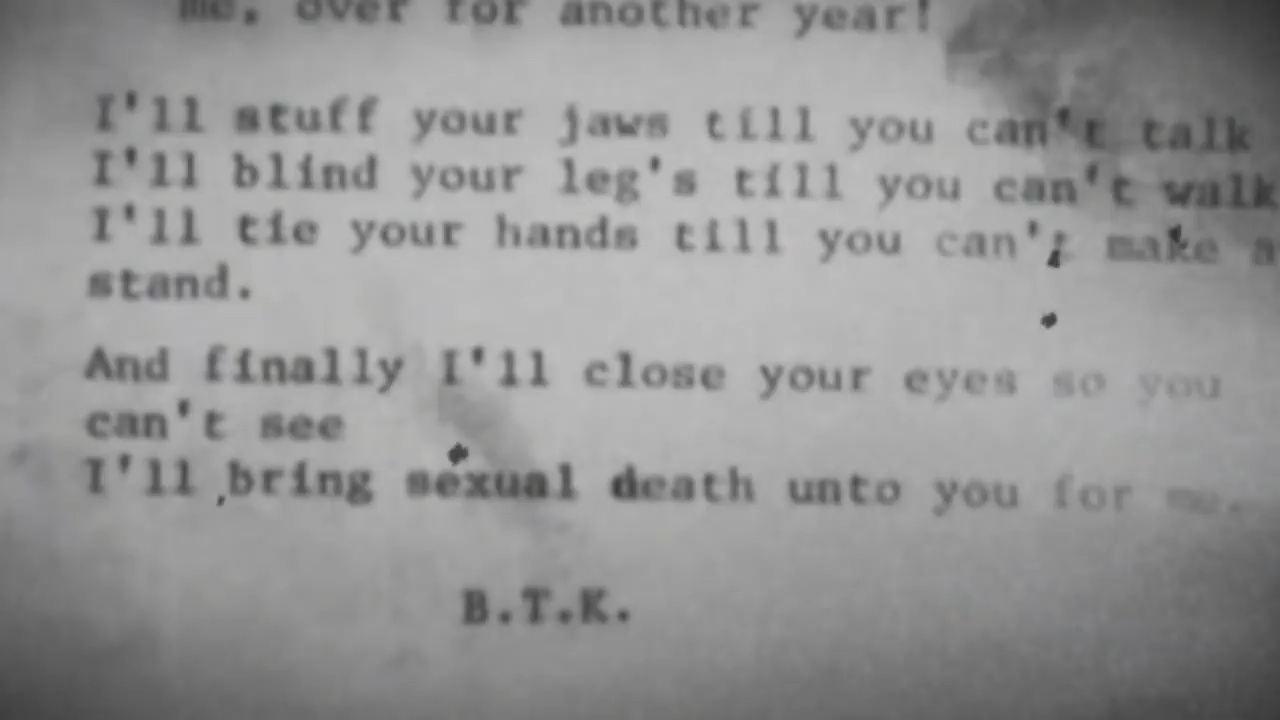 me, over for another year!
I'll stuff your jaws till you can't talk
I'll blind your leg's till you can't walk
I'll tie your hands till you can't make a
stand.
And finally I'll close your eyes so you
can't see
I'll bring sexual death unto you for me.
B.T.K.